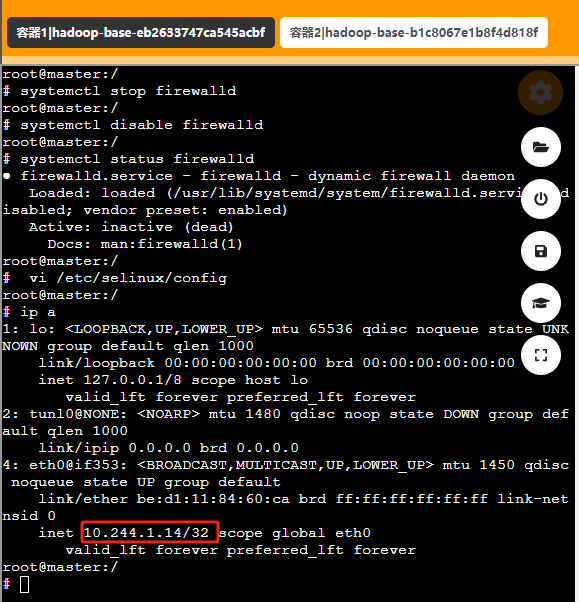 容器1|hadoop-base-eb2633747ca545acbf
容器2|hadoop-base-b1c8067e1b8f4d818f
root@master:/
# systemctl stop firewalld
root@master:/
# systemctl disable firewalld
root@master:/
# systemctl status firewalld
● firewalld.service - firewalld - dynamic firewall daemon
   Loaded: loaded (/usr/lib/systemd/system/firewalld.servi d
isabled; vendor preset: enabled)
   Active: inactive (dead)
     Docs: man:firewalld(1)
root@master:/
#  vi /etc/selinux/config
root@master:/
# ip a
1: lo: <LOOPBACK,UP,LOWER_UP> mtu 65536 qdisc noqueue state UNK
NOWN group default qlen 1000
    link/loopback 00:00:00:00:00:00 brd 00:00:00:00:00:00
    inet 127.0.0.1/8 scope host lo
       valid_lft forever preferred_lft forever
2: tunl0@NONE: <NOARP> mtu 1480 qdisc noop state DOWN group def
ault qlen 1000
    link/ipip 0.0.0.0 brd 0.0.0.0
4: eth0@if353: <BROADCAST,MULTICAST,UP,LOWER_UP> mtu 1450 qdisc
 noqueue state UP group default
    link/ether be:d1:11:84:60:ca brd ff:ff:ff:ff:ff:ff link-net
nsid 0
    inet 10.244.1.14/32 scope global eth0
       valid_lft forever preferred_lft forever
root@master:/
#